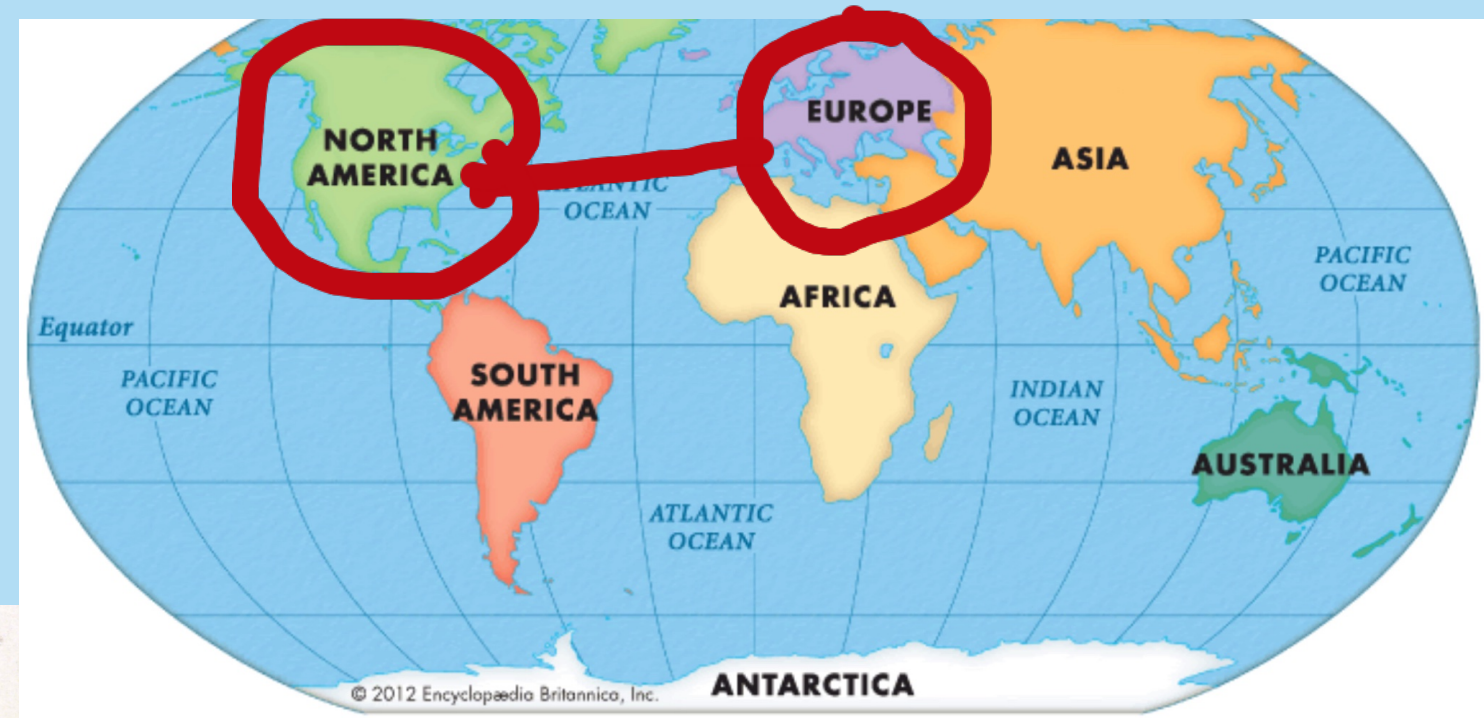 NORTH
AMERICA
EUROPE
ASIA
ATLANTIC
OCEAN
PACIFIC
OCEAN
AFRICA
Equator
SOUTH
AMERICA
PACIFIC
OCEAN
INDIAN
OCEAN
AUSTRALIA
ATLANTIC
OCEAN
ANTARCTICA
© 2012 Encyclopædia Britannica, Inc.